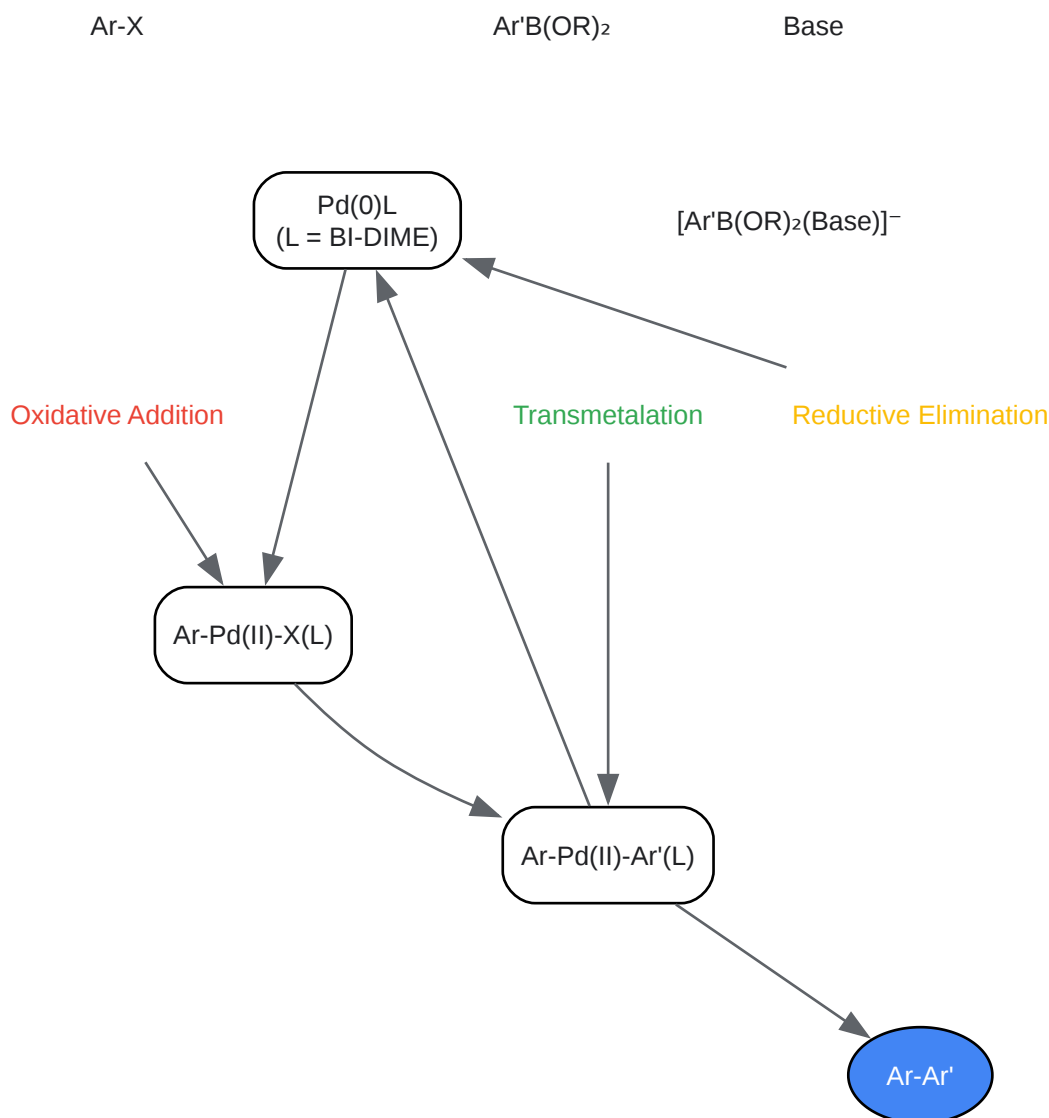 Ar-X
Ar'B(OR)₂
Base
Pd(0)L
(L = BI-DIME)
[Ar'B(OR)₂(Base)]⁻
Oxidative Addition
Transmetalation
Reductive Elimination
Ar-Pd(II)-X(L)
Ar-Pd(II)-Ar'(L)
Ar-Ar'